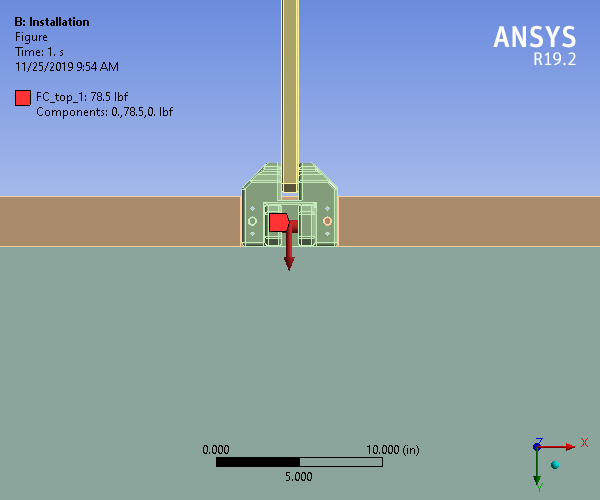 B: Installation
Figure
Time: 1. s
11/25/2019 9:54 AM
FC_top_1: 78.5 lbf
Components: 0.,78.5,0. lbf
ANSYS
R19.2
0.000
10.000 (in)
5.000
Z
X
Y